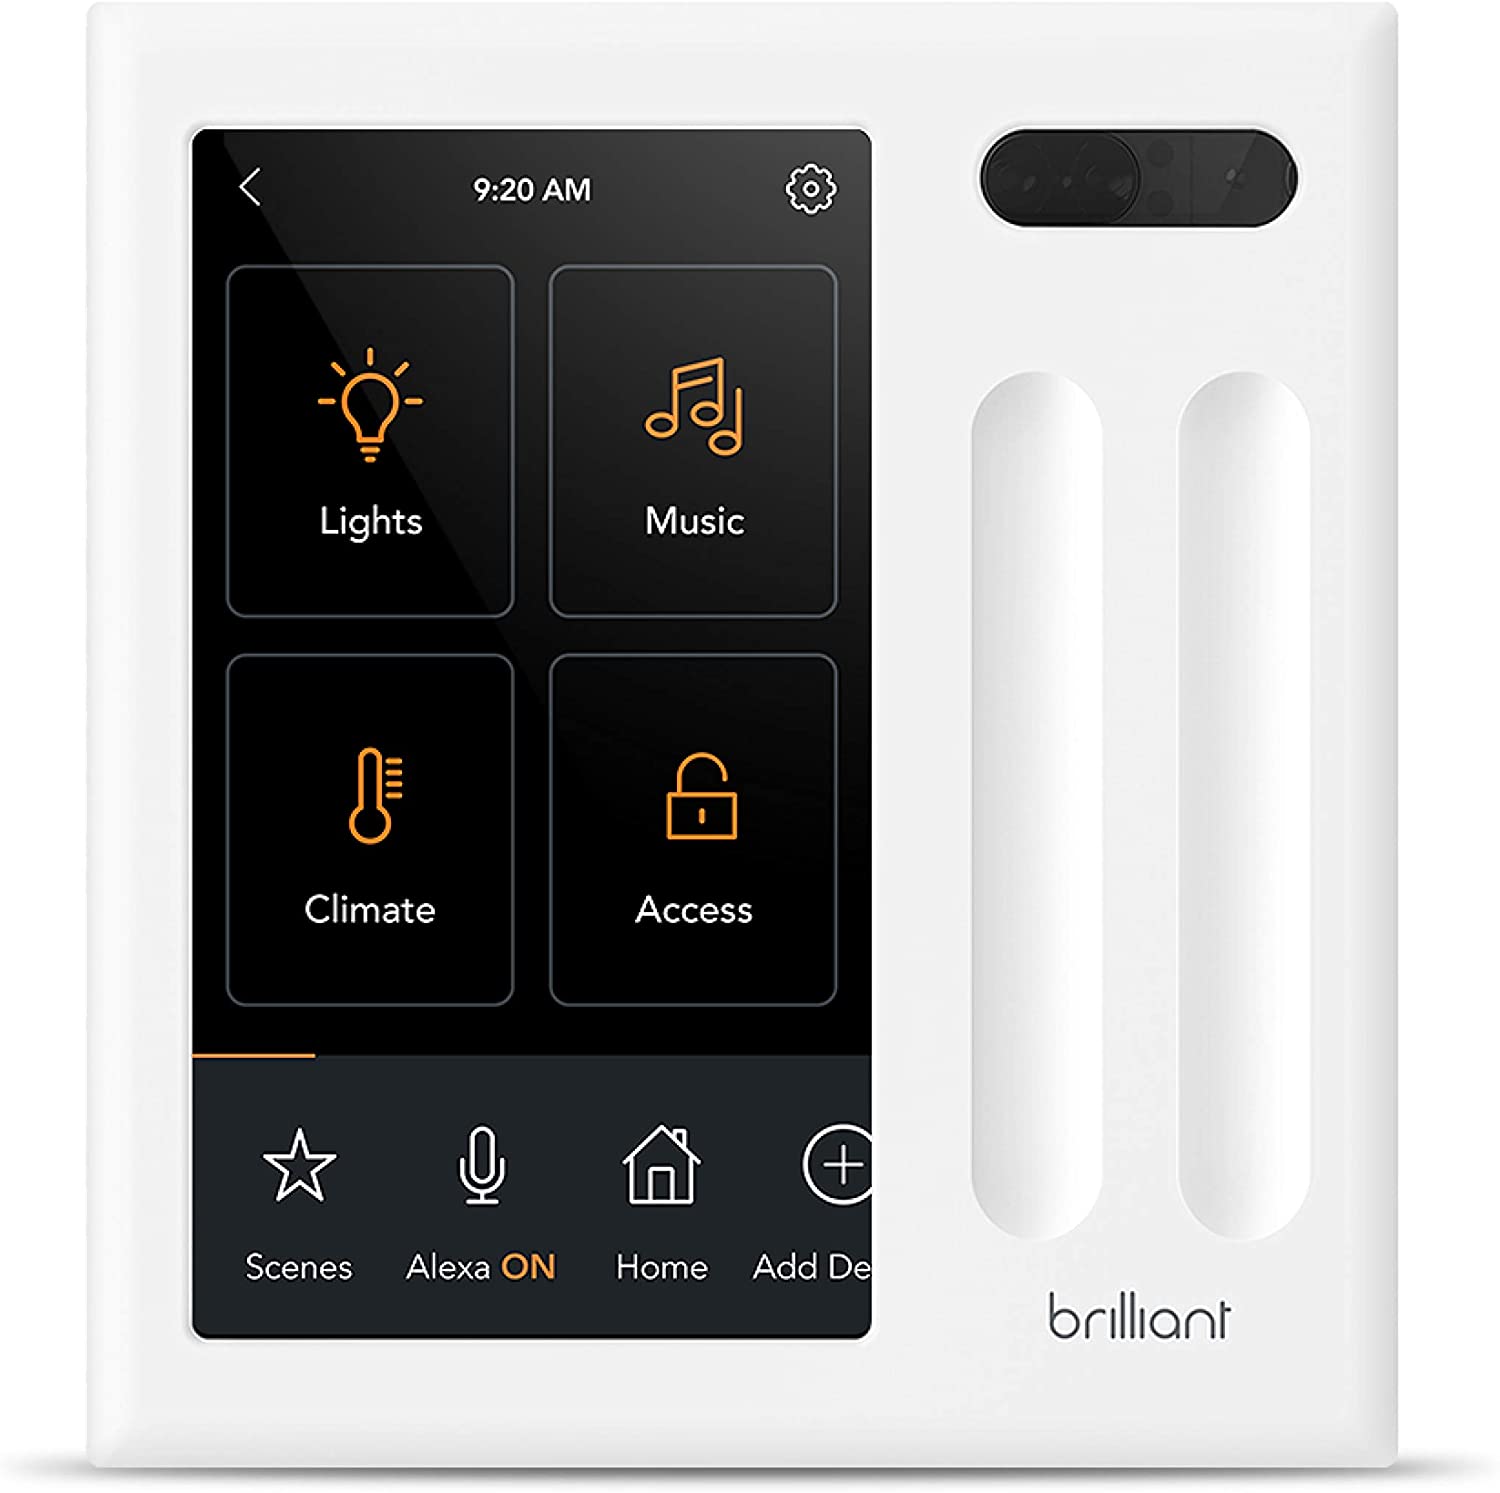 9:20 AM
Lights
Music
Climate
Access
Scenes
Alexa ON
Home
Add De
brilliant